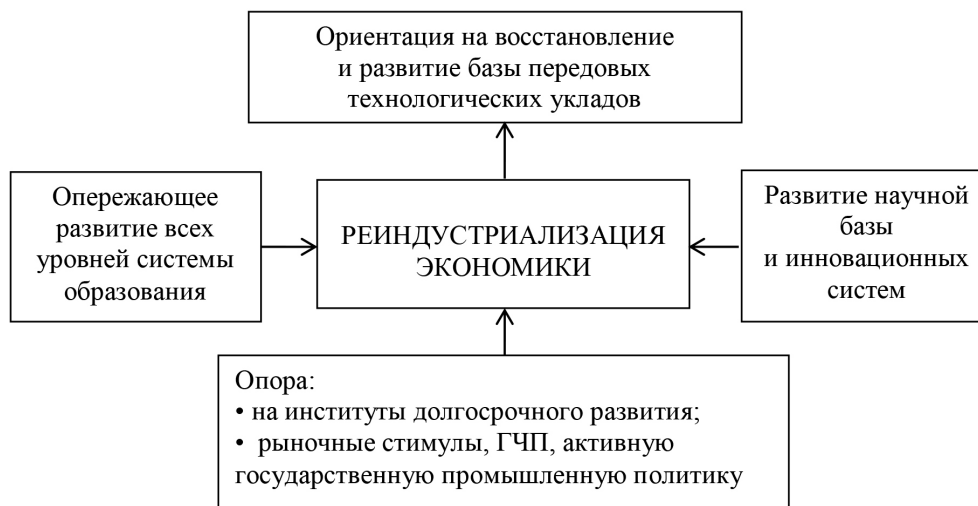 Ориентация на восстановление
и развитие базы передовых
технологических укладов
Опережающее
развитие всех
уровней системы
образования
РЕИНДУСТРИАЛИЗАЦИЯ
ЭКОНОМИКИ
Развитие научной
базы
и инновационных
систем
Опора:
• на институты долгосрочного развития;
• рыночные стимулы, ГЧП, активную
государственную промышленную политику